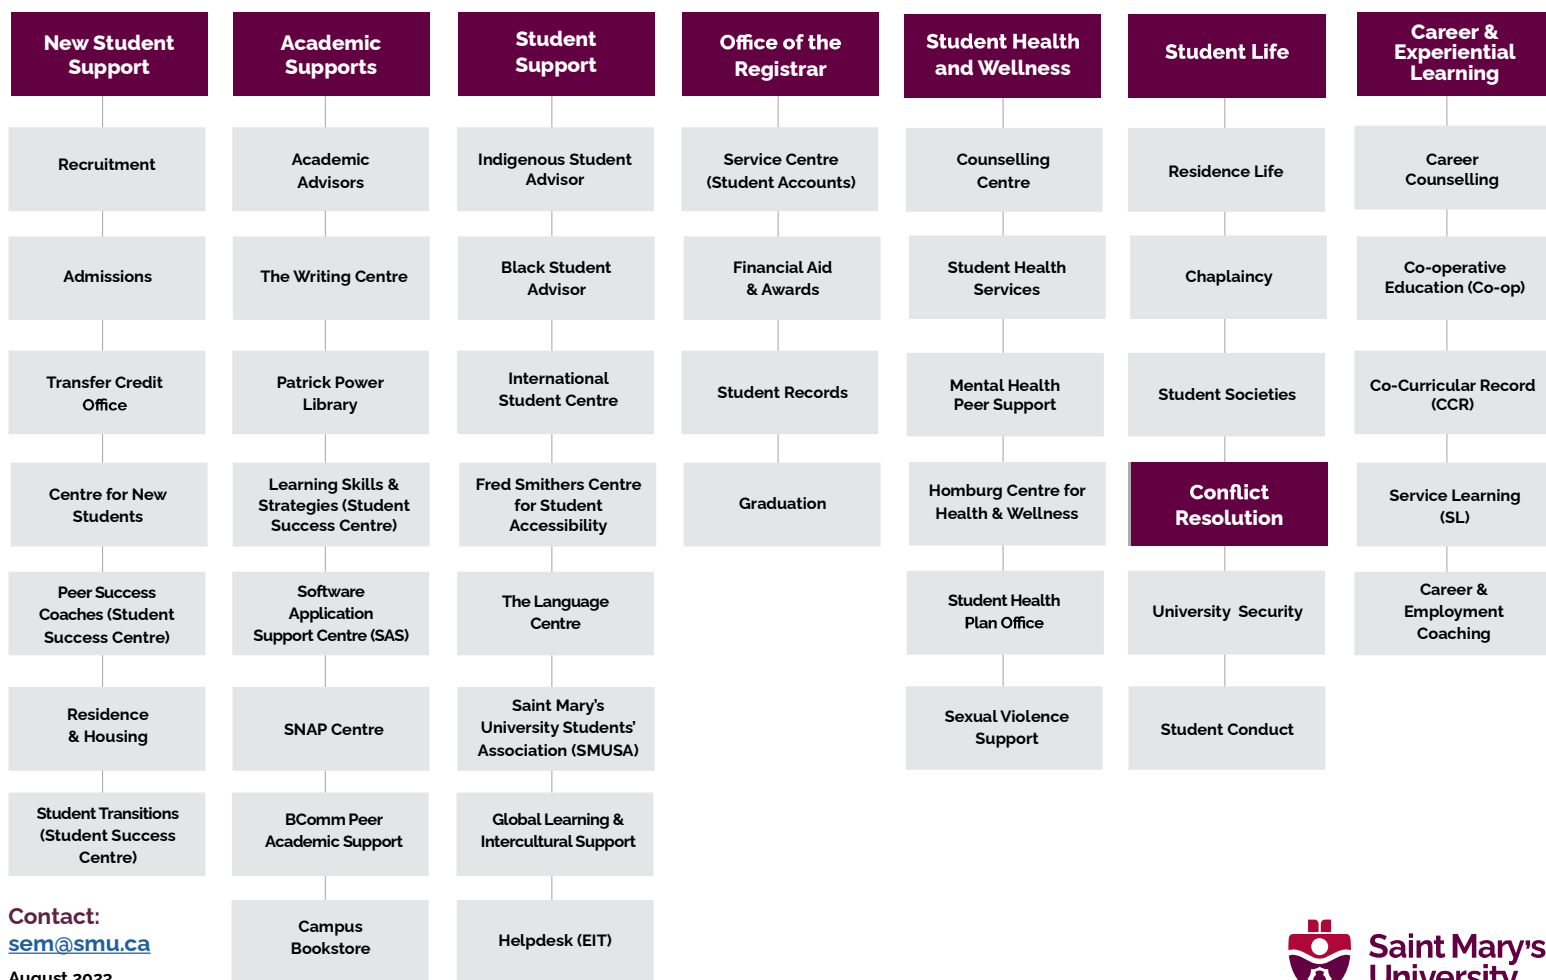 New Student
Support
Recruitment
Admissions
Transfer Credit
Office
Centre for New
Students
Peer Success
Coaches (Student
Success Centre)
Residence
& Housing
Student Transitions
(Student Success
Centre)
Academic
Supports
Academic
Advisors
The Writing Centre
Patrick Power
Library
Learning Skills &
Strategies (Student
Success Centre)
Software
Application
Support Centre (SAS)
SNAP Centre
BComm Peer
Academic Support
Campus
Bookstore
Student
Support
Indigenous Student
Advisor
Black Student
Advisor
International
Student Centre
Fred Smithers Centre
for Student
Accessibility
The Language
Centre
Saint Mary's
University Students'
Association (SMUSA)
Global Learning &
Intercultural Support
Helpdesk (EIT)
Office of the
Registrar
Service Centre
(Student Accounts)
Financial Aid
& Awards
Student Records
Graduation
Student Health
and Wellness
Counselling
Centre
Student Health
Services
Mental Health
Peer Support
Homburg Centre for
Health & Wellness
Student Health
Plan Office
Sexual Violence
Support
Student Life
Residence Life
Chaplaincy
Student Societies
Conflict
Resolution
University Security
Student Conduct
Career &
Experiential
Learning
Career
Counselling
Co-operative
Education (Co-op)
Co-Curricular Record
(CCR)
Service Learning
(SL)
Career &
Employment
Coaching
Contact:
sem@smu.ca
August 2023
Saint Mary's
University